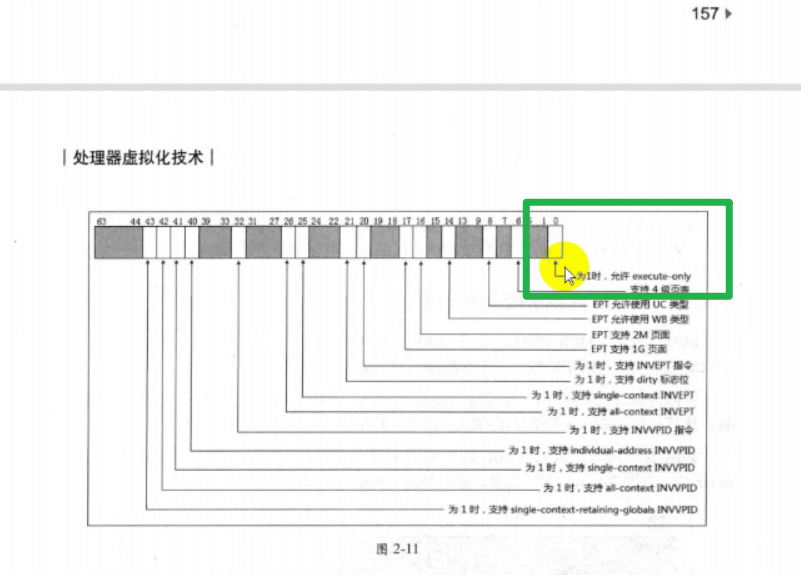 157
｜处理器虚拟化技术｜
63 44 43 42 41 40 39 33 32 31 27 26 25 24 22 21 20 19 18 17 16 15 14 13 9 8 7 6 5 1 0
为1时，允许 execute-only
支持 4 级页表
EPT 允许使用 UC 类型
EPT 允许使用 WB 类型
EPT 支持 2M 页面
EPT 支持 1G 页面
为 1 时，支持 INVEPT 指令
为 1 时，支持 dirty 标志位
为 1 时，支持 single-context INVEPT
为 1 时，支持 all-context INVEPT
为 1 时，支持 INVVPID 指令
为 1 时，支持 individual-address INVVPID
为 1 时，支持 single-context INVVPID
为 1 时，支持 all-context INVVPID
为 1 时，支持 single-context-retaining-globals INVVPID
图 2-11